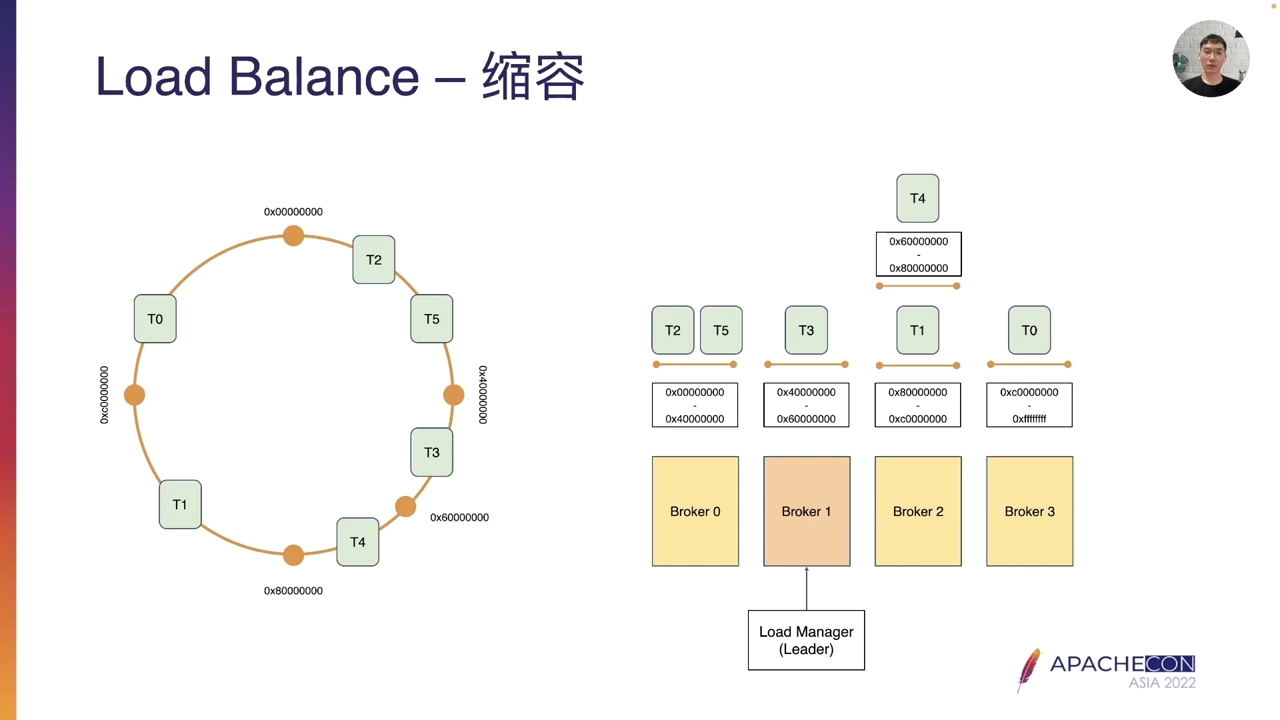 Load Balance – 缩容
0x00000000
T2
T5
T0
0xc0000000
0x40000000
T3
0x60000000
T1
T4
0x80000000
T4
0x60000000
-
0x80000000
T2
T5
T3
T1
T0
0x00000000
-
0x40000000
0x40000000
-
0x60000000
0x80000000
-
0xc0000000
0xc0000000
-
0xffffffff
Broker 0
Broker 1
Broker 2
Broker 3
Load Manager
(Leader)
APACHECON
ASIA 2022